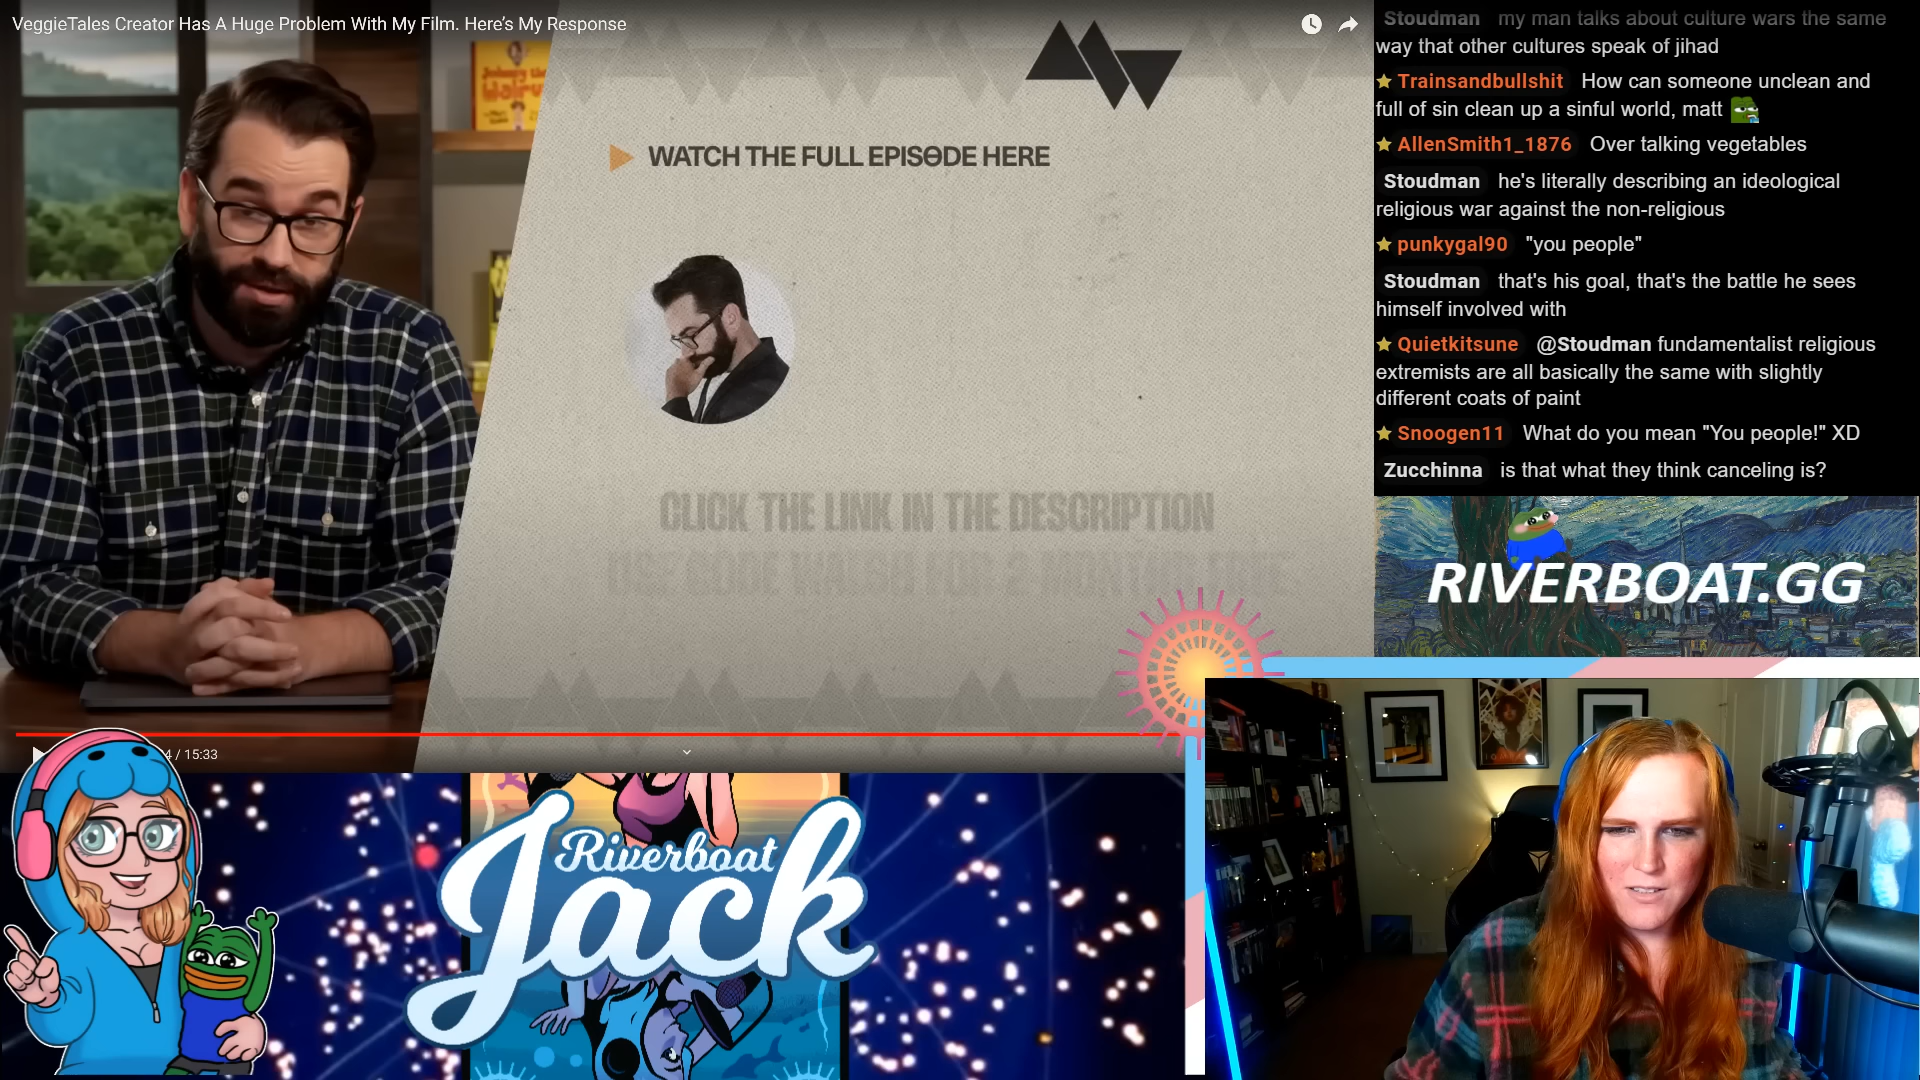 VeggieTales Creator Has A Huge Problem With My Film. Here's My Response
Johnny the
Walrus
WATCH THE FULL EPISODE HERE
CLICK THE LINK IN THE DESCRIPTION
4 / 15:33
Stoudman my man talks about culture wars the same
way that other cultures speak of jihad
Trainsandbullshit How can someone unclean and
full of sin clean up a sinful world, matt
AllenSmith1_1876 Over talking vegetables
Stoudman he's literally describing an ideological
religious war against the non-religious
punkygal90 "you people"
Stoudman that's his goal, that's the battle he sees
himself involved with
Quietkitsune @Stoudman fundamentalist religious
extremists are all basically the same with slightly
different coats of paint
Snoogen11 What do you mean "You people!" XD
Zucchinna is that what they think canceling is?
RIVERBOAT.GG
Riverboat
Jack